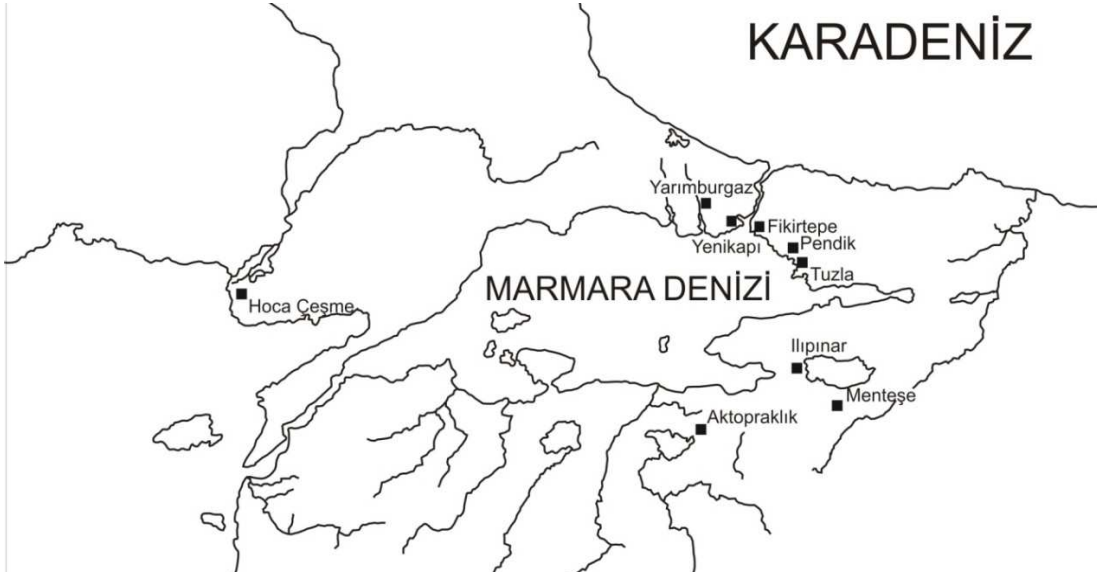 KARADENİZ
Yarımburgaz
Fikirtepe
Yenikapı
Pendik
Tuzla
MARMARA DENİZİ
Hoca Çeşme
Ilıpınar
Menteşe
Aktopraklık